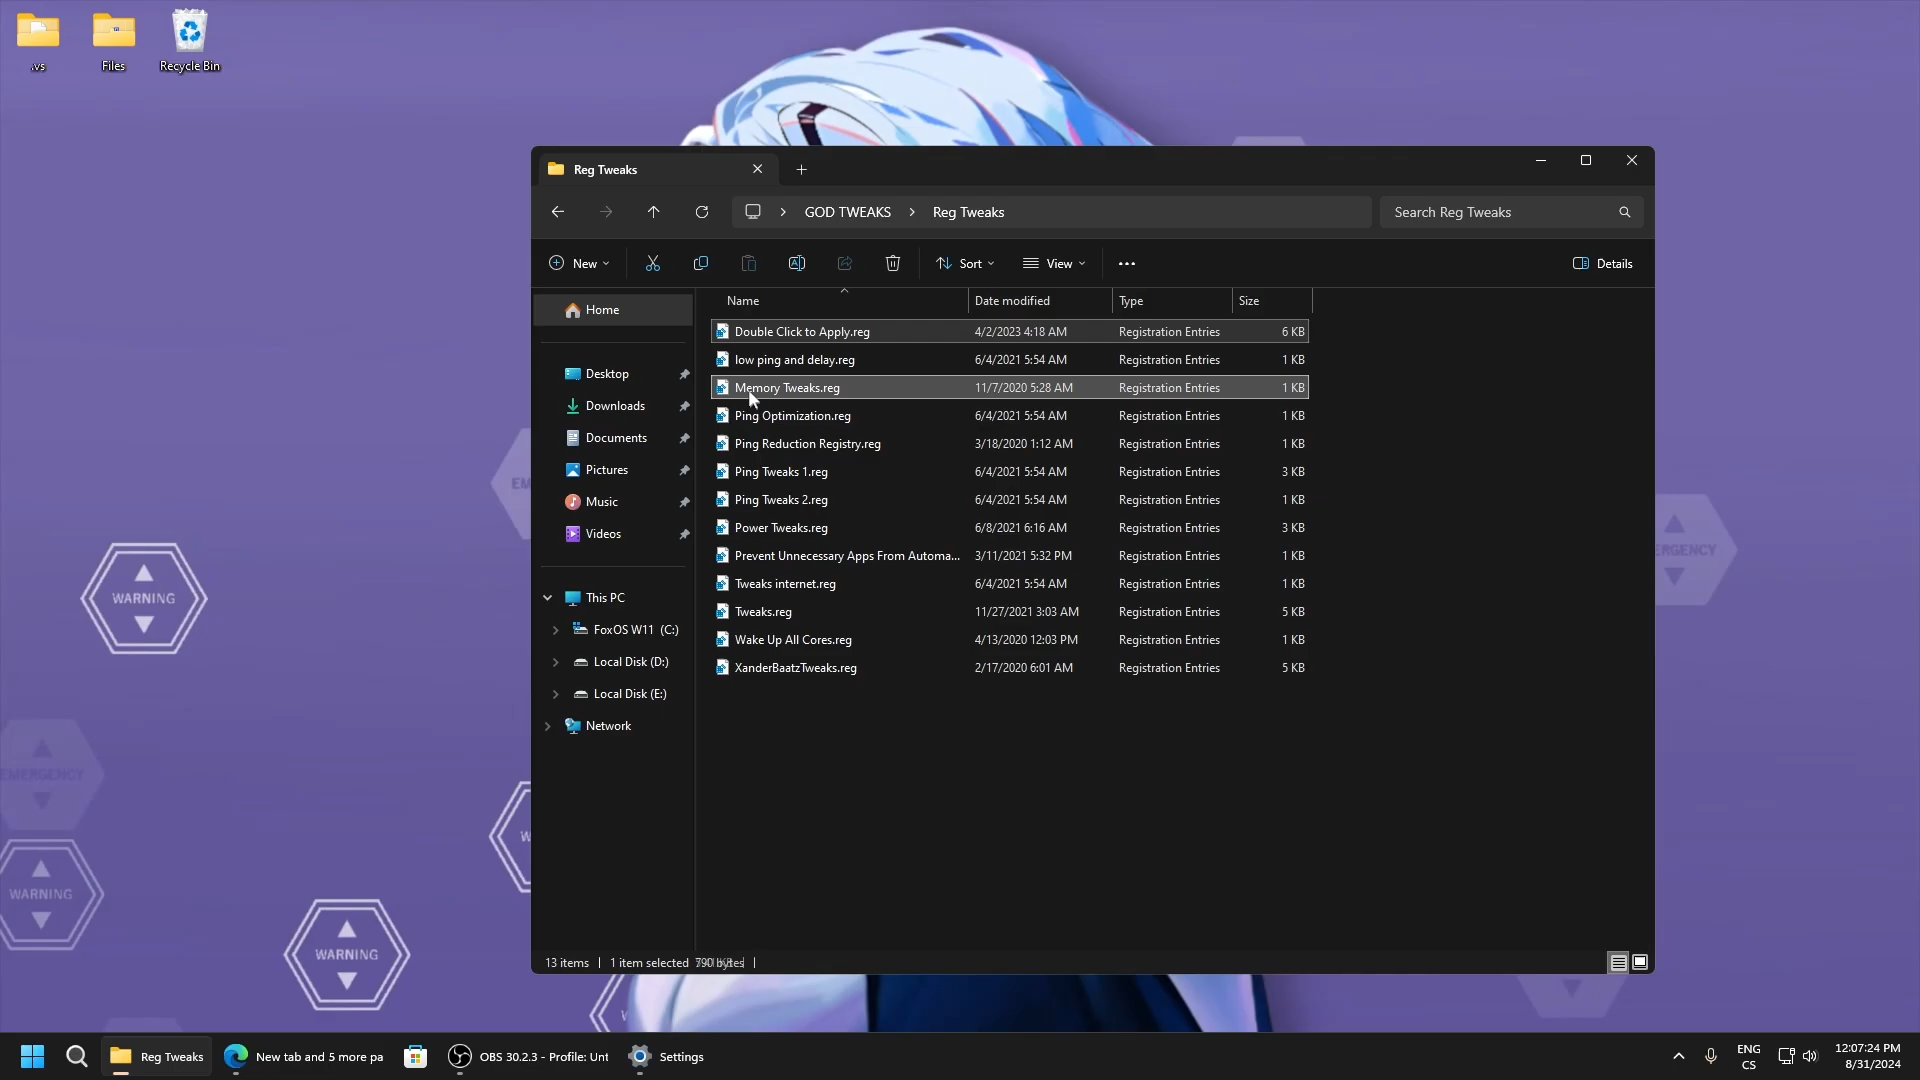 .vs
Files
Recycle Bin
Reg Tweaks
GOD TWEAKS
Reg Tweaks
Search Reg Tweaks
New
Sort
View
Details
Home
Desktop
Downloads
Documents
Pictures
Music
Videos
This PC
FoxOS W11 (C:)
Local Disk (D:)
Local Disk (E:)
Network
Name Date modified Type Size
Double Click to Apply.reg 4/2/2023 4:18 AM Registration Entries 6 KB
low ping and delay.reg 6/4/2021 5:54 AM Registration Entries 1 KB
Memory Tweaks.reg 11/7/2020 5:28 AM Registration Entries 1 KB
Ping Optimization.reg 6/4/2021 5:54 AM Registration Entries 1 KB
Ping Reduction Registry.reg 3/18/2020 1:12 AM Registration Entries 1 KB
Ping Tweaks 1.reg 6/4/2021 5:54 AM Registration Entries 3 KB
Ping Tweaks 2.reg 6/4/2021 5:54 AM Registration Entries 1 KB
Power Tweaks.reg 6/8/2021 6:16 AM Registration Entries 3 KB
Prevent Unnecessary Apps From Automa... 3/11/2021 5:32 PM Registration Entries 1 KB
Tweaks internet.reg 6/4/2021 5:54 AM Registration Entries 1 KB
Tweaks.reg 11/27/2021 3:03 AM Registration Entries 5 KB
Wake Up All Cores.reg 4/13/2020 12:03 PM Registration Entries 1 KB
XanderBaatzTweaks.reg 2/17/2020 6:01 AM Registration Entries 5 KB
13 items 1 item selected
WARNING
EMERGENCY
WARNING
WARNING
Reg Tweaks
New tab and 5 more pa
OBS 30.2.3 - Profile: Unt
Settings
ENG
CS
12:07:24 PM
8/31/2024